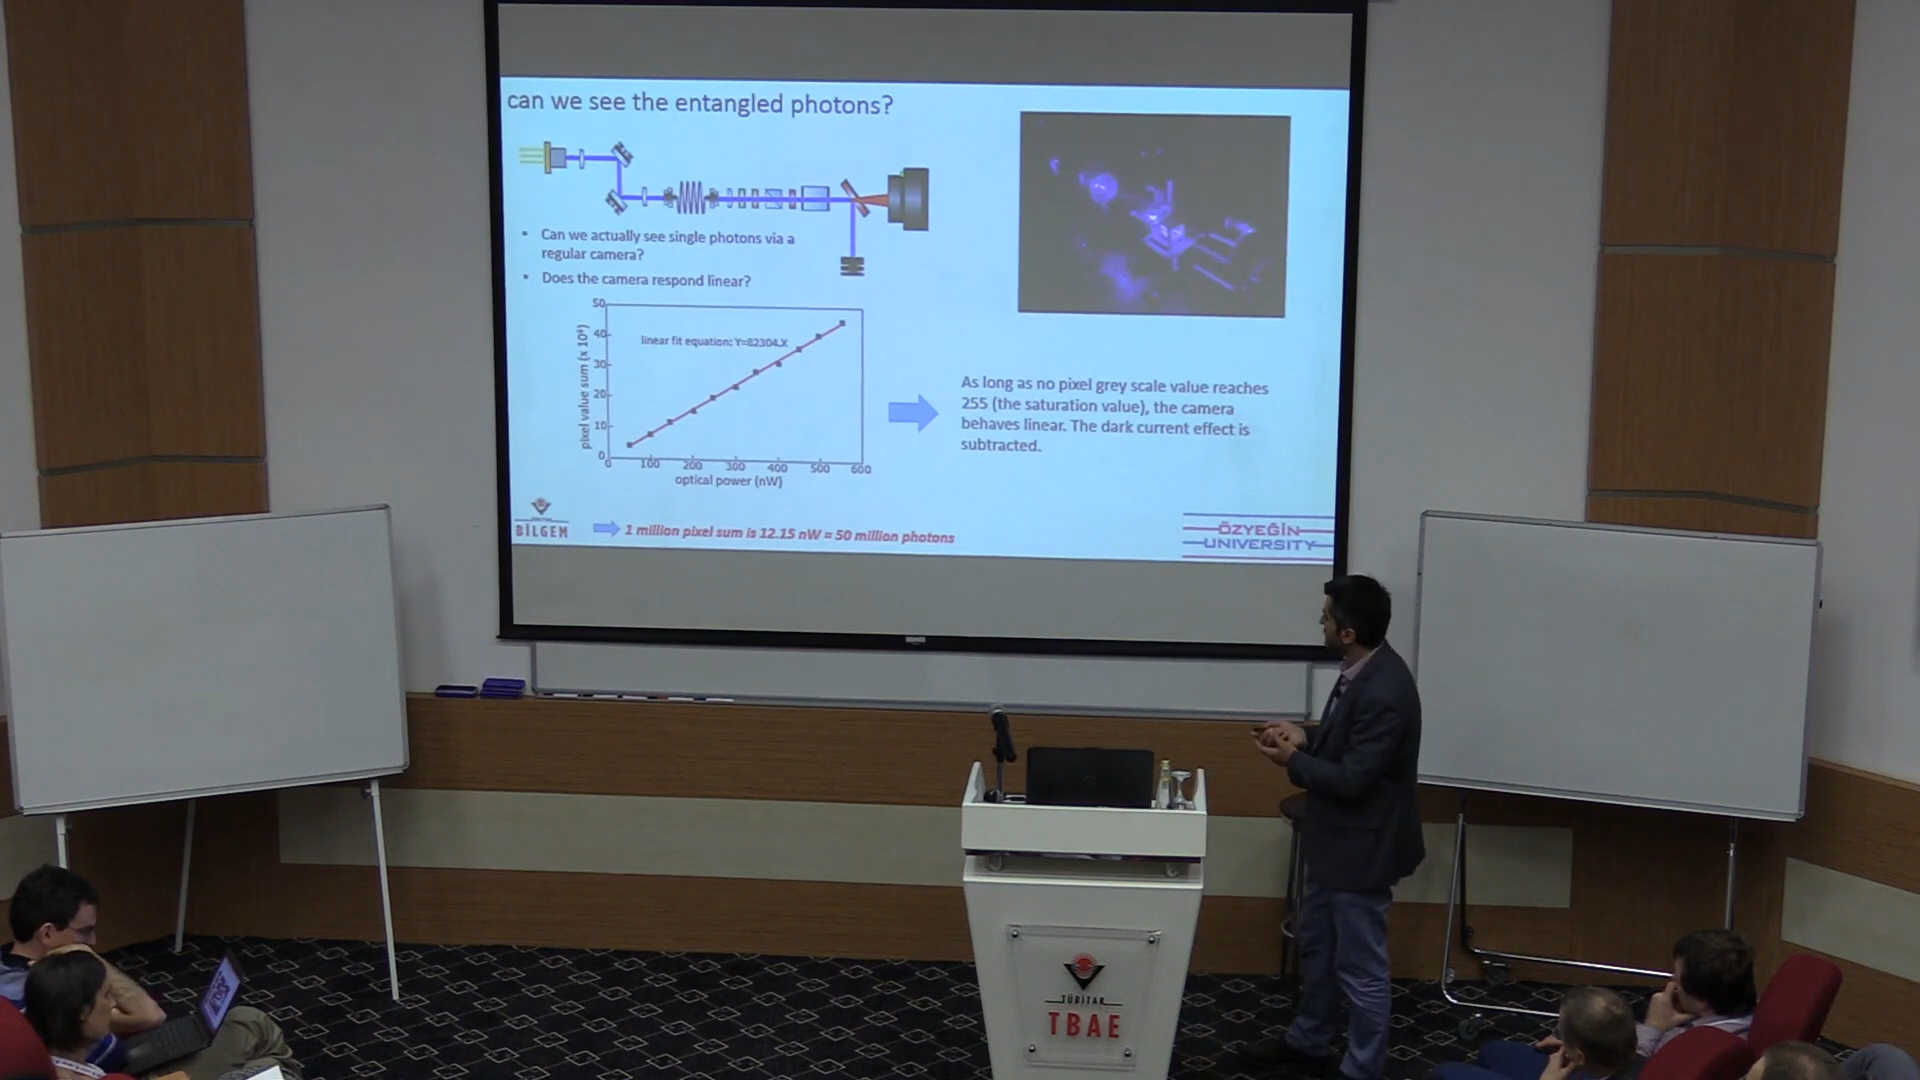 can we see the entangled photons?
• Can we actually see single photons via a
regular camera?
• Does the camera respond linear?
50
40
30
20
10
0
pixel value sum (x 10⁶)
linear fit equation: Y=82304.X
0 100 200 300 400 500 600
optical power (nW)
As long as no pixel grey scale value reaches
255 (the saturation value), the camera
behaves linear. The dark current effect is
subtracted.
BİLGEM
1 million pixel sum is 12.15 nW = 50 million photons
ÖZYEĞİN
UNIVERSITY
TÜBİTAK
TBAE